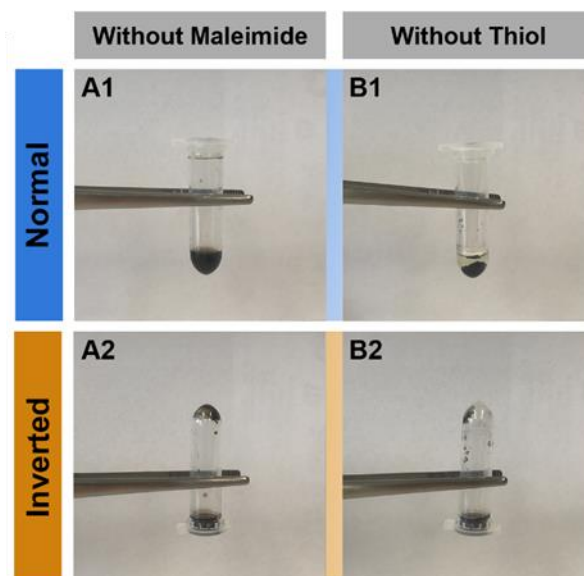 Without Maleimide
Without Thiol
Normal
A1
B1
Inverted
A2
B2